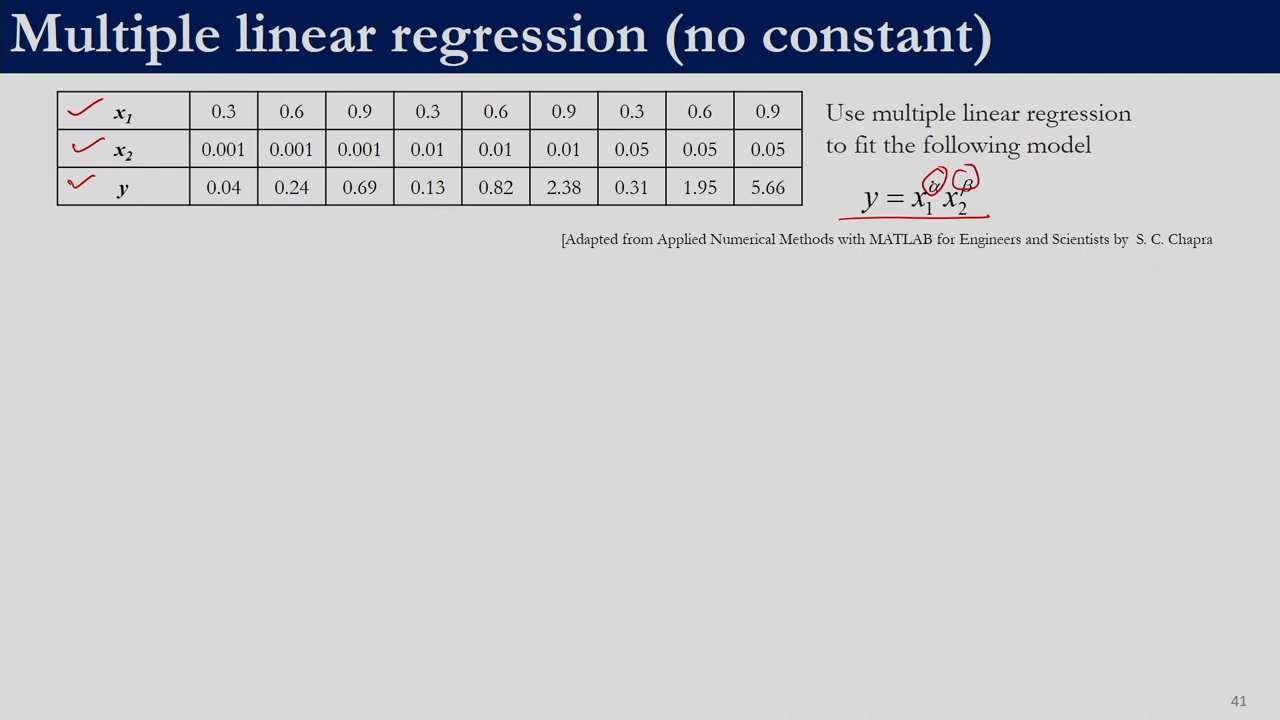 Multiple linear regression (no constant)
x₁ 0.3 0.6 0.9 0.3 0.6 0.9 0.3 0.6 0.9
x₂ 0.001 0.001 0.001 0.01 0.01 0.01 0.05 0.05 0.05
y 0.04 0.24 0.69 0.13 0.82 2.38 0.31 1.95 5.66
Use multiple linear regression
to fit the following model
y = x₁^α x₂^β
[Adapted from Applied Numerical Methods with MATLAB for Engineers and Scientists by S. C. Chapra
41